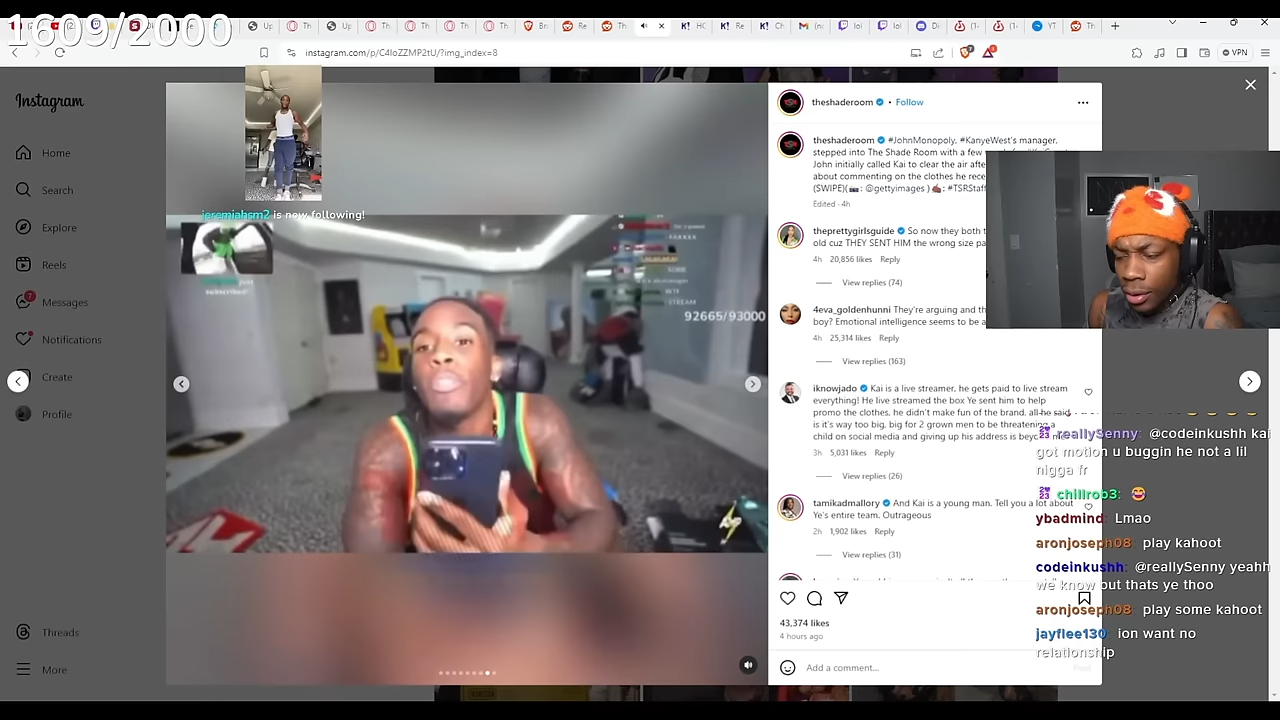 1609/2000
instagram.com/p/C4IoZZMP2tU/?img_index=8
VPN
Instagram
Home
Search
Explore
Reels
7
Messages
Notifications
Create
Profile
Threads
More
jeremiahsm2 is now following!
92665/93000
theshaderoom • Follow
theshaderoom #JohnMonopoly, #KanyeWest's manager,
stepped into The Shade Room with a few
John initially called Kai to clear the air afte
about commenting on the clothes he rece
(SWIPE)(📷: @gettyimages )✍🏾: #TSRStaff
Edited · 4h
theprettygirlsguide So now they both
old cuz THEY SENT HIM the wrong size pa
4h 20,856 likes Reply
View replies (74)
4eva_goldenhunni They're arguing and th
boy? Emotional intelligence seems to be a
4h 25,314 likes Reply
View replies (163)
iknowjado Kai is a live streamer, he gets paid to live stream
everything! He live streamed the box Ye sent him to help
promo the clothes, he didn't make fun of the brand, all he said
is it's way too big, big for 2 grown men to be threatening a
child on social media and giving up his address is
3h 5,031 likes Reply
View replies (26)
tamikadmallory And Kai is a young man. Tell you a lot about
Ye's entire team. Outrageous
2h 1,902 likes Reply
View replies (31)
43,374 likes
4 hours ago
Add a comment...
Post
reallySenny: @codeinkushh kai
got motion u buggin he not a lil
nigga fr
chillrob3: 😂
ybadmind: Lmao
aronjoseph08: play kahoot
codeinkushh: @reallySenny yeahh
we know but thats ye thoo
aronjoseph08: play some kahoot
jayflee130: ion want no
relationship